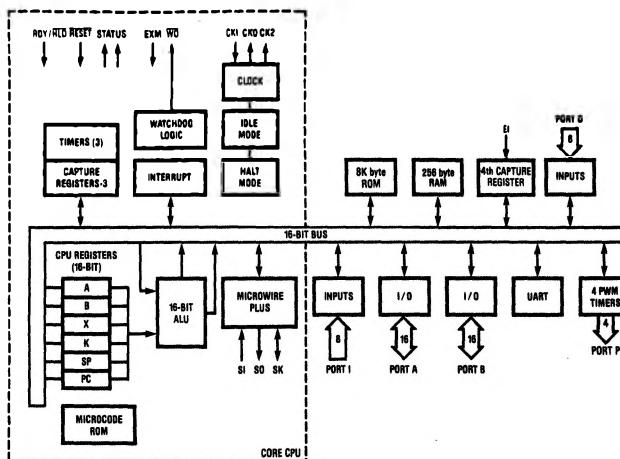 RDY/HLD RESET STATUS EXM WO CKI CKO CK2
CLOCK
WATCHDOG
LOGIC
IDLE
MODE
TIMERS (3)
CAPTURE
REGISTERS-3
INTERRUPT
HALT
MODE
PORT D
8
EI
8K byte
ROM
256 byte
RAM
4th CAPTURE
REGISTER
INPUTS
16-BIT BUS
CPU REGISTERS
(16-BIT)
A
B
X
K
SP
PC
16-BIT
ALU
MICROWIRE
PLUS
SI SO SK
INPUTS
I/O
I/O
UART
4 PWM
TIMERS
8
16
16
4
PORT I
PORT A
PORT B
PORT P
MICROCODE
ROM
CORE CPU